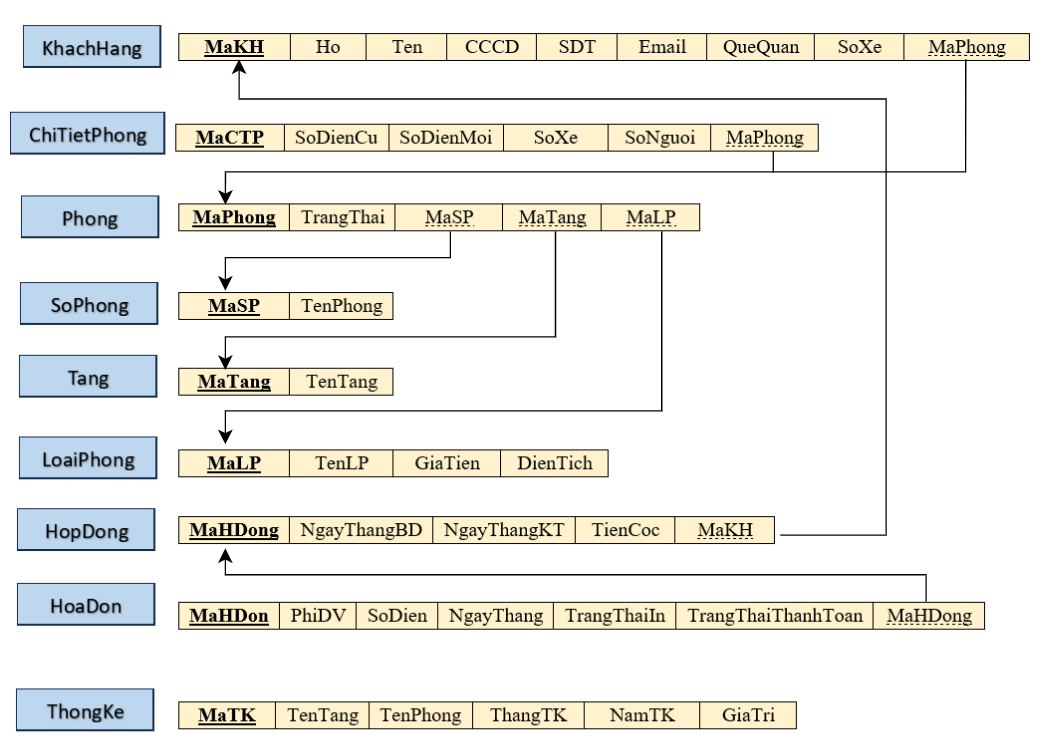 KhachHang MaKH Ho Ten CCCD SDT Email QueQuan SoXe MaPhong
ChiTietPhong MaCTP SoDienCu SoDienMoi SoXe SoNguoi MaPhong
Phong MaPhong TrangThai MaSP MaTang MaLP
SoPhong MaSP TenPhong
Tang MaTang TenTang
LoaiPhong MaLP TenLP GiaTien DienTich
HopDong MaHDong NgayThangBD NgayThangKT TienCoc MaKH
HoaDon MaHDon PhiDV SoDien NgayThang TrangThaiIn TrangThaiThanhToan MaHDong
ThongKe MaTK TenTang TenPhong ThangTK NamTK GiaTri